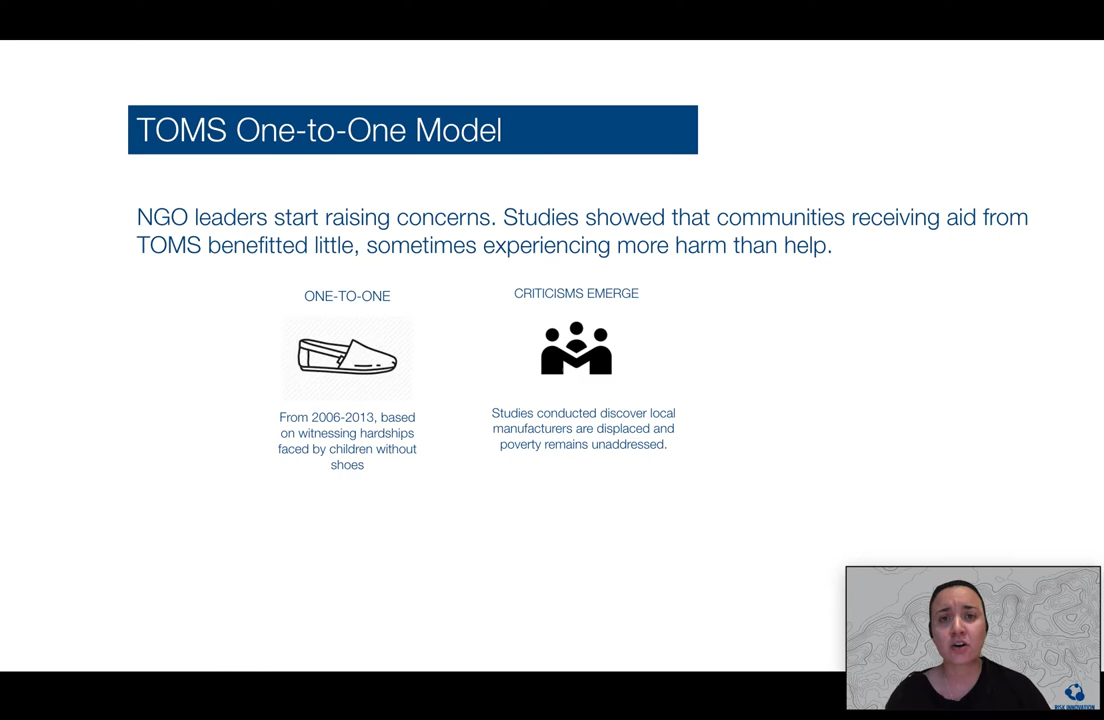 TOMS One-to-One Model
NGO leaders start raising concerns. Studies showed that communities receiving aid from
TOMS benefitted little, sometimes experiencing more harm than help.
ONE-TO-ONE
From 2006-2013, based
on witnessing hardships
faced by children without
shoes
CRITICISMS EMERGE
Studies conducted discover local
manufacturers are displaced and
poverty remains unaddressed.
RISK INNOVATION